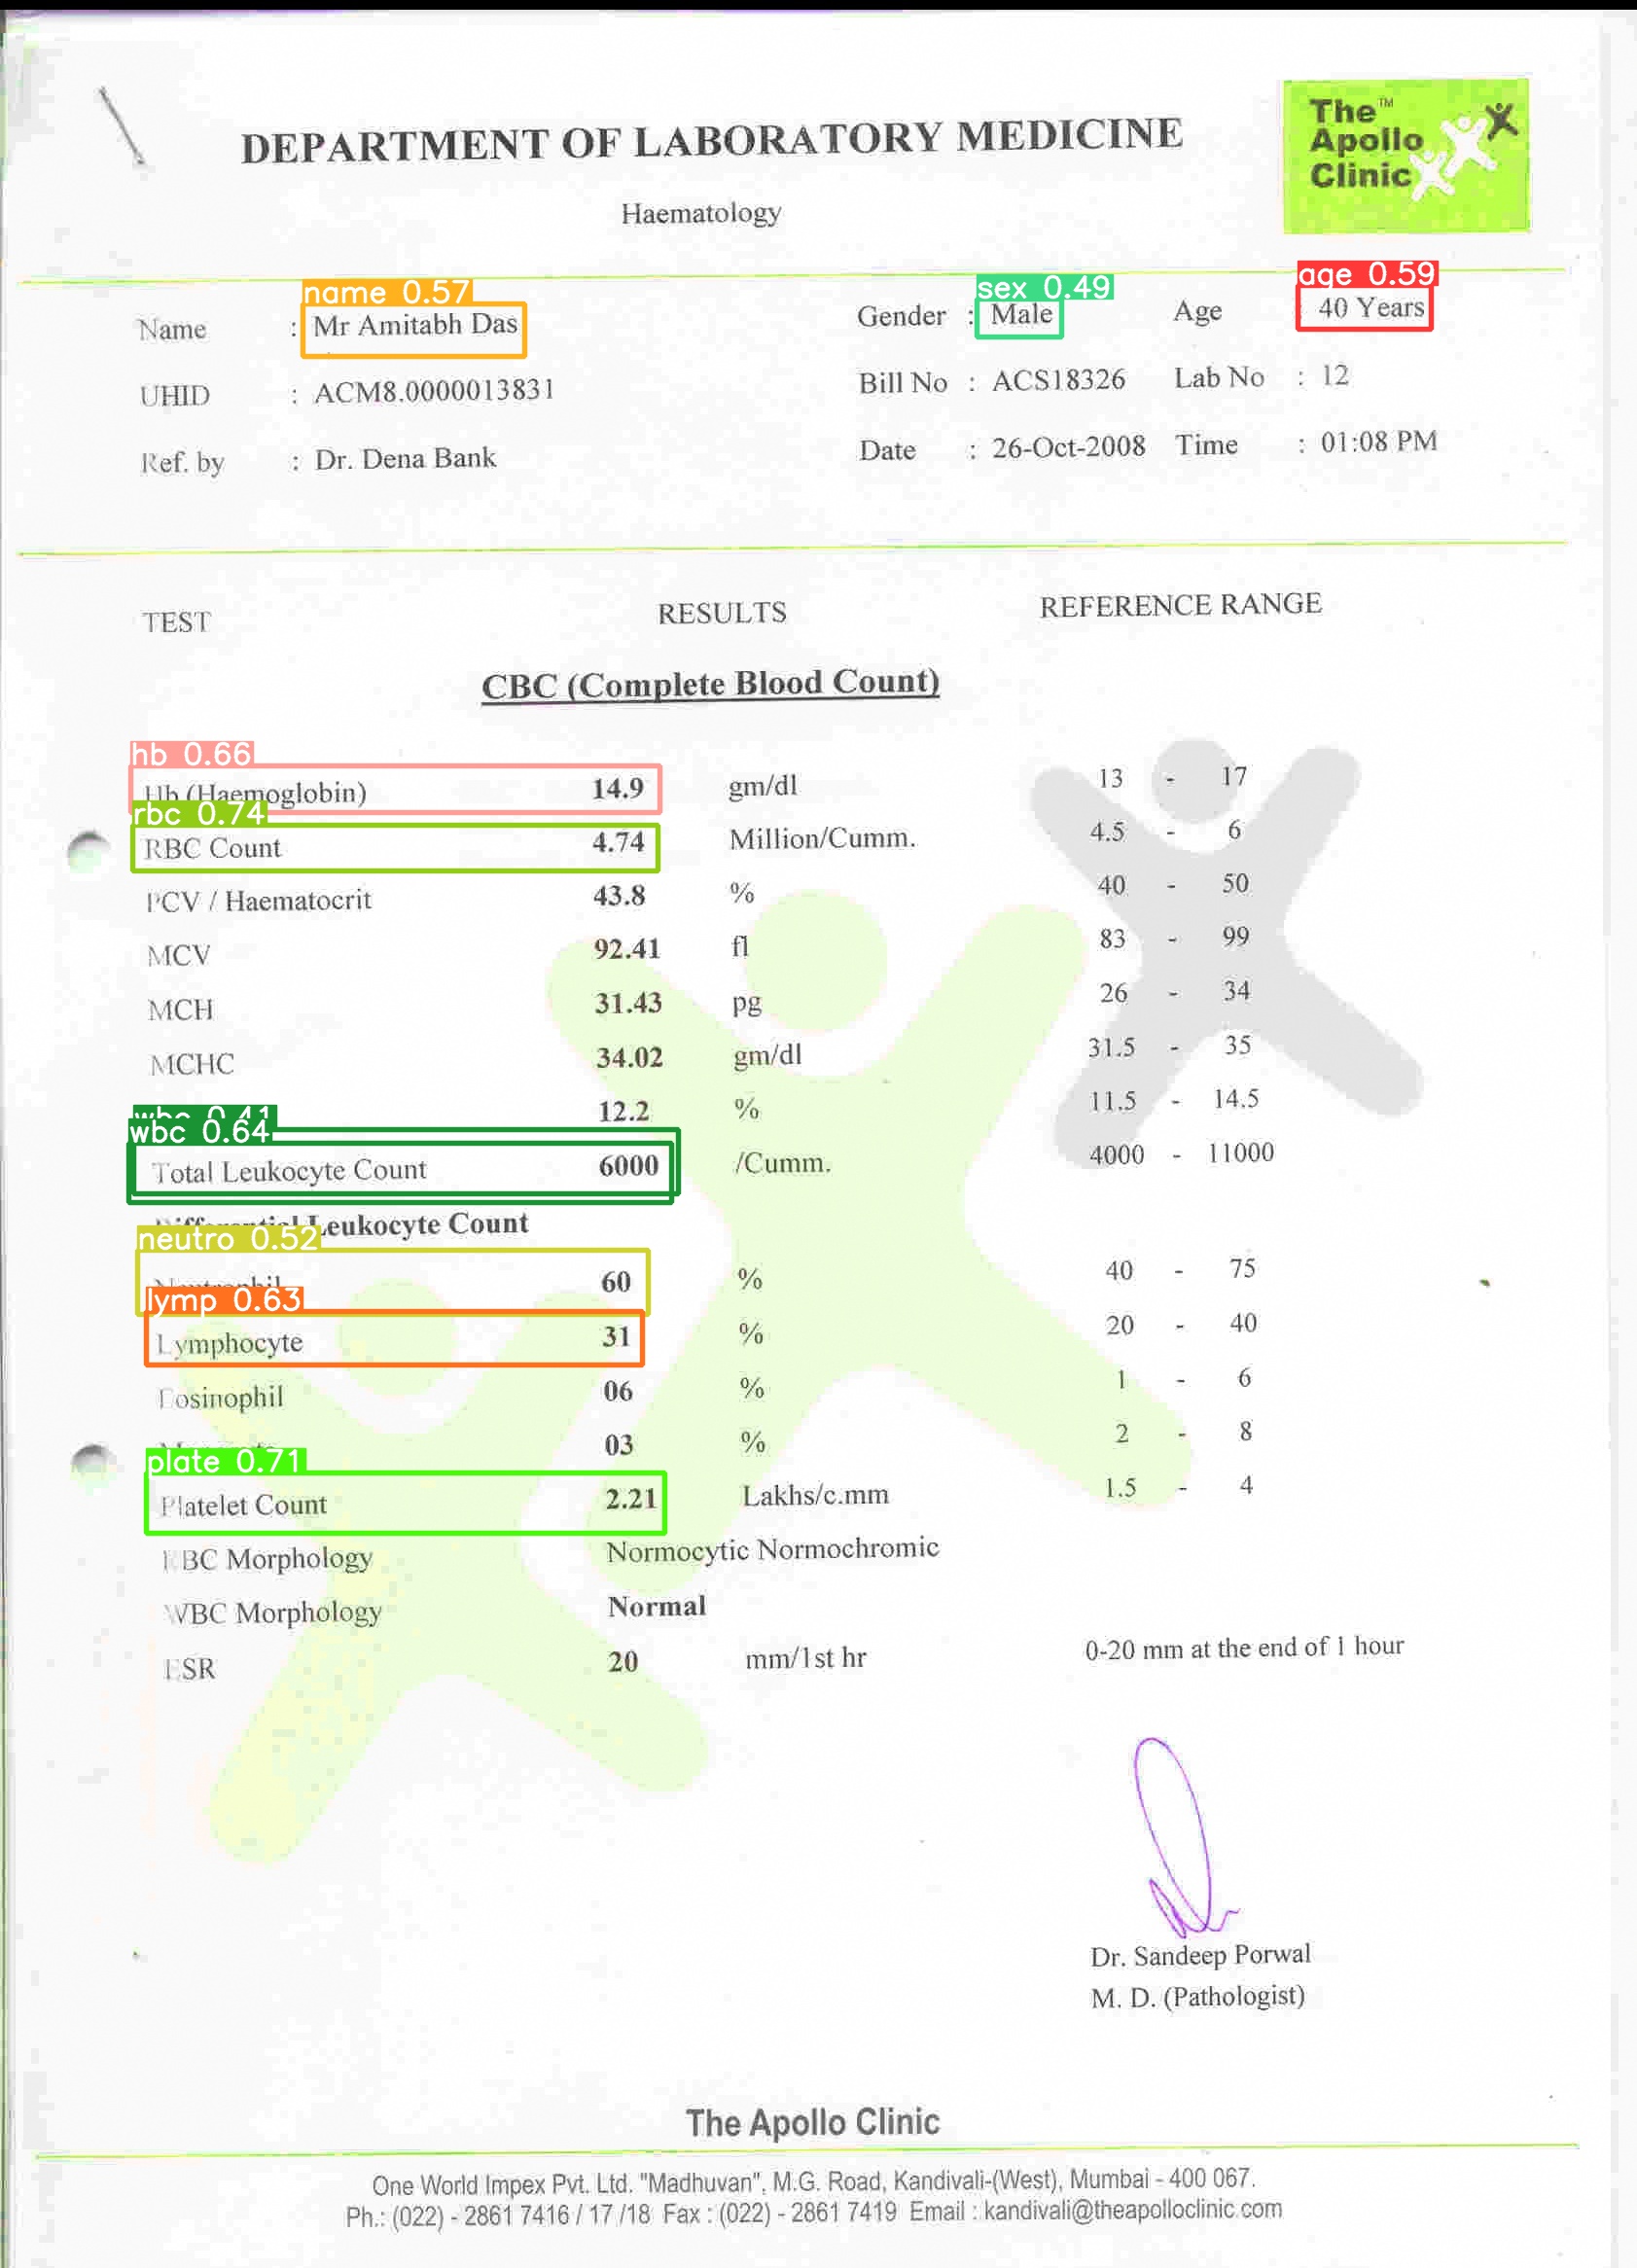 DEPARTMENT OF LABORATORY MEDICINE
The™
Apollo
Clinic
Haematology
name 0.57 sex 0.49 age 0.59
Name : Mr Amitabh Das Gender : Male Age 40 Years
UHID : ACM8.0000013831 Bill No : ACS18326 Lab No : 12
Ref. by : Dr. Dena Bank Date : 26-Oct-2008 Time : 01:08 PM
TEST RESULTS REFERENCE RANGE
CBC (Complete Blood Count)
hb 0.66
Hb (Haemoglobin) 14.9 gm/dl 13 - 17
rbc 0.74
RBC Count 4.74 Million/Cumm. 4.5 - 6
PCV / Haematocrit 43.8 % 40 - 50
MCV 92.41 fl 83 - 99
MCH 31.43 pg 26 - 34
MCHC 34.02 gm/dl 31.5 - 35
12.2 % 11.5 - 14.5
wbc 0.41
wbc 0.64
Total Leukocyte Count 6000 /Cumm. 4000 - 11000
Differential Leukocyte Count
neutro 0.52
Neutrophil 60 % 40 - 75
lymp 0.63
Lymphocyte 31 % 20 - 40
Eosinophil 06 % 1 - 6
03 % 2 - 8
plate 0.71
Platelet Count 2.21 Lakhs/c.mm 1.5 - 4
RBC Morphology Normocytic Normochromic
WBC Morphology Normal
ESR 20 mm/1st hr 0-20 mm at the end of 1 hour
Dr. Sandeep Porwal
M. D. (Pathologist)
The Apollo Clinic
One World Impex Pvt. Ltd. "Madhuvan", M.G. Road, Kandivali-(West), Mumbai - 400 067.
Ph.: (022) - 2861 7416 / 17 /18 Fax : (022) - 2861 7419 Email : kandivali@theapolloclinic.com